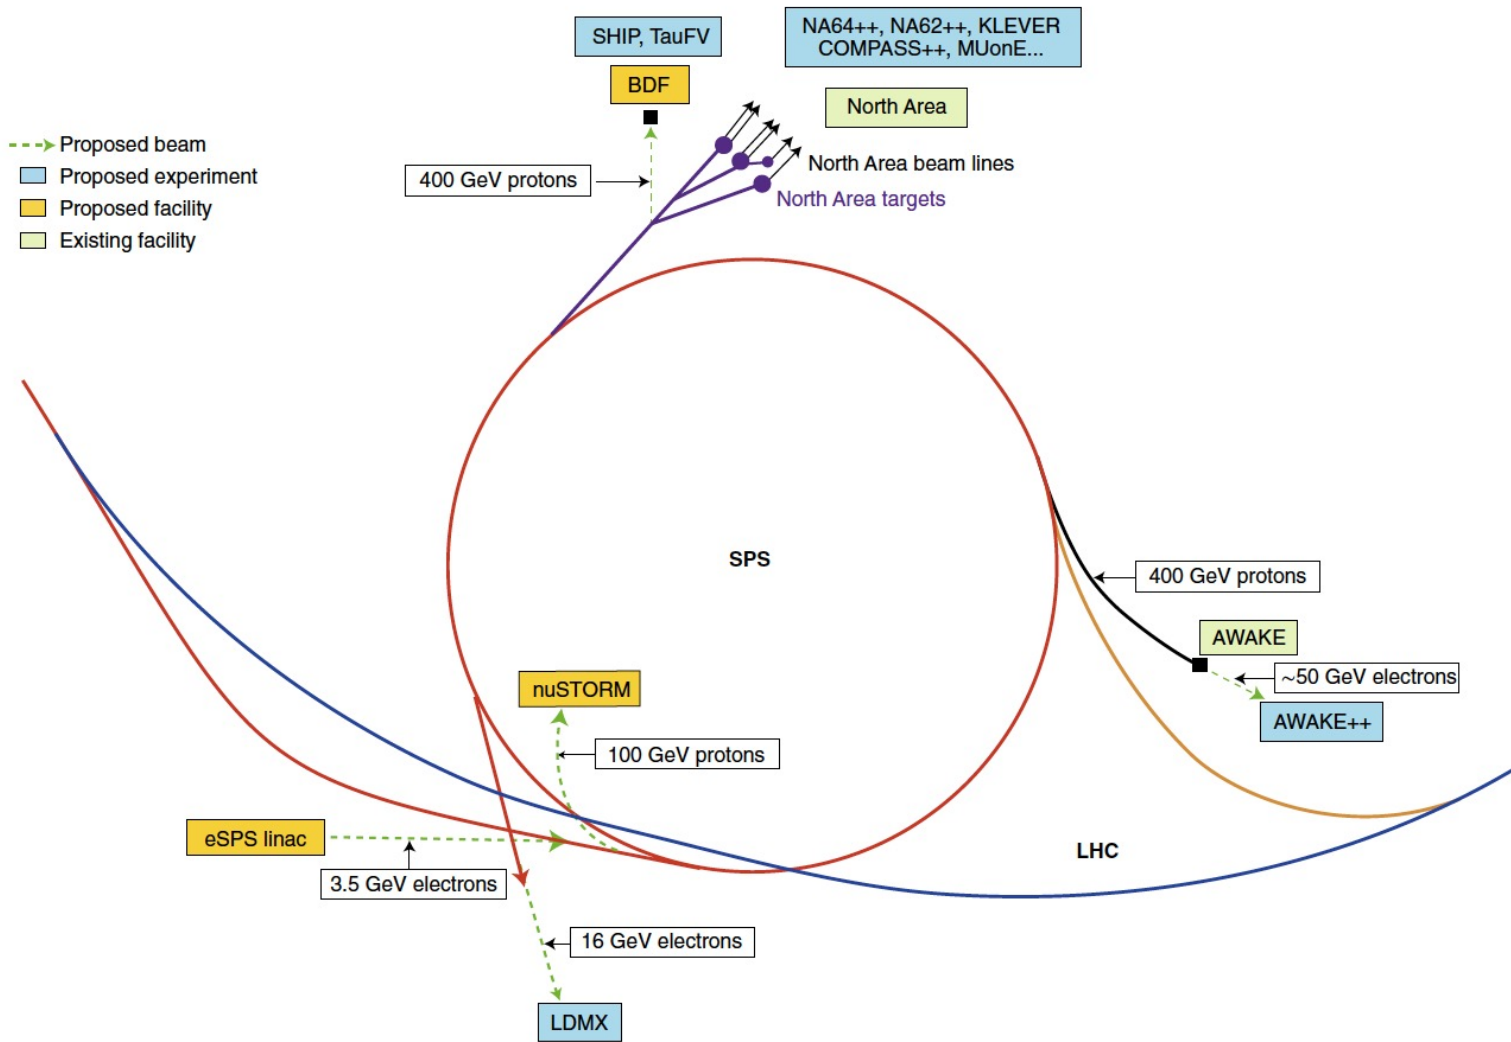 SHIP, TauFV
NA64++, NA62++, KLEVER
COMPASS++, MUonE...
BDF
North Area
Proposed beam
Proposed experiment
Proposed facility
Existing facility
400 GeV protons
North Area beam lines
North Area targets
SPS
400 GeV protons
AWAKE
~50 GeV electrons
AWAKE++
nuSTORM
100 GeV protons
eSPS linac
3.5 GeV electrons
LHC
16 GeV electrons
LDMX